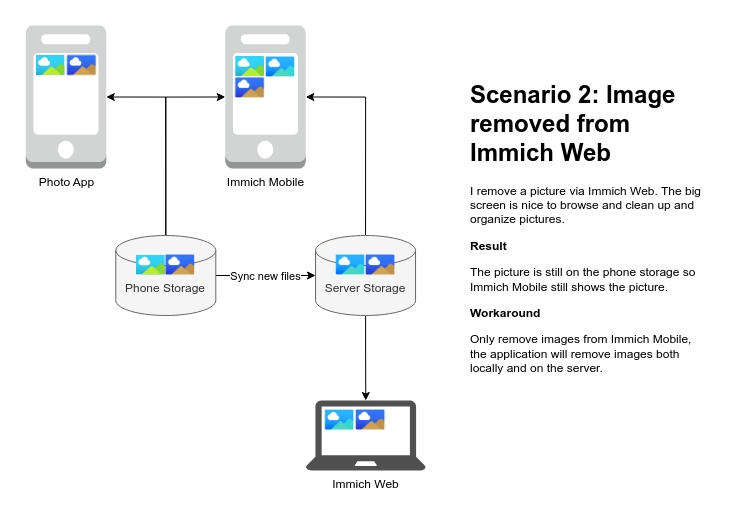 Photo App
Immich Mobile
Scenario 2: Image
removed from
Immich Web
I remove a picture via Immich Web. The big
screen is nice to browse and clean up and
organize pictures.
Result
The picture is still on the phone storage so
Immich Mobile still shows the picture.
Workaround
Only remove images from Immich Mobile,
the application will remove images both
locally and on the server.
Phone Storage
Sync new files
Server Storage
Immich Web